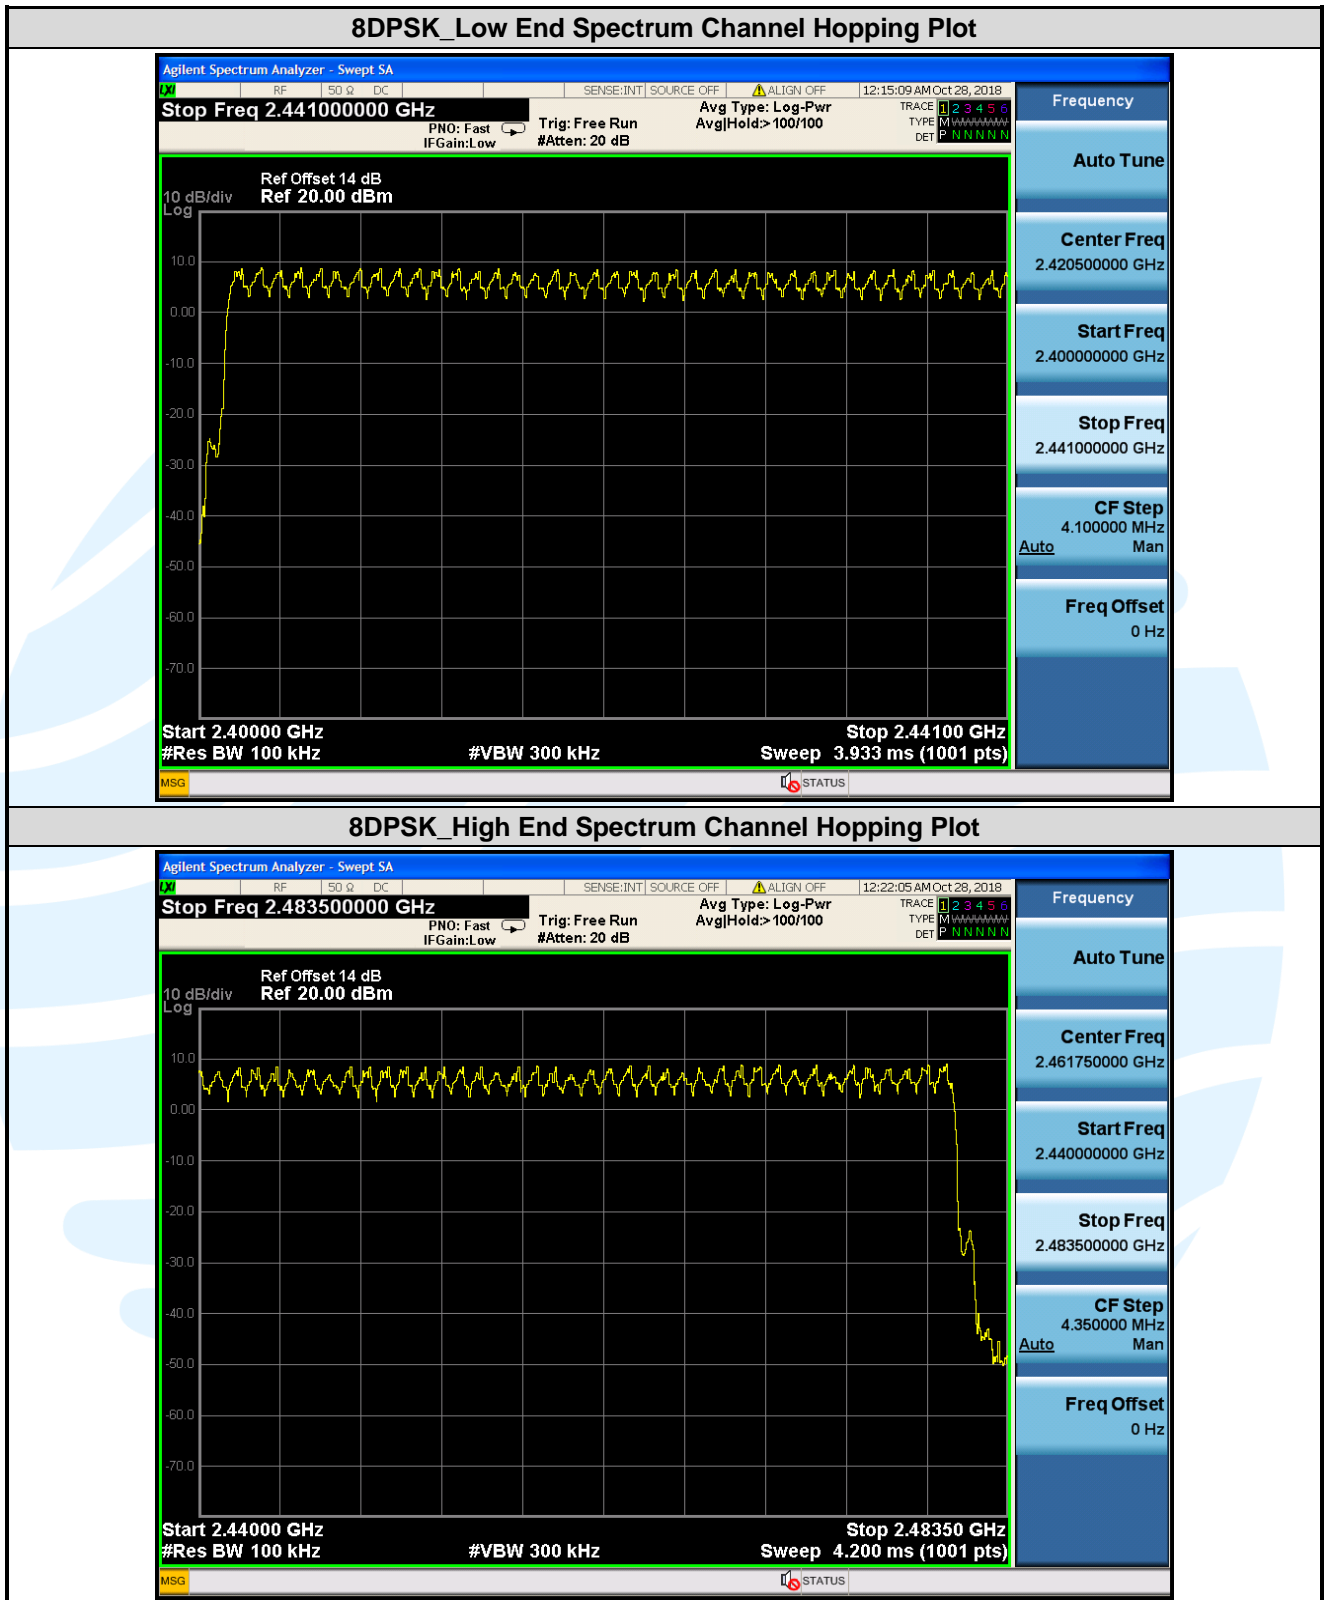 8DPSK_Low End Spectrum Channel Hopping Plot
Agilent Spectrum Analyzer - Swept SA
LXI RF 50 Ω DC SENSE:INT SOURCE OFF ALIGN OFF 12:15:09 AM Oct 28, 2018
Stop Freq 2.441000000 GHz
PNO: Fast
IFGain:Low
Trig: Free Run
#Atten: 20 dB
Avg Type: Log-Pwr
Avg|Hold:>100/100
TRACE 1 2 3 4 5 6
TYPE M WWWWW
DET P N N N N N
Frequency
Auto Tune
Center Freq
2.420500000 GHz
Start Freq
2.400000000 GHz
Stop Freq
2.441000000 GHz
CF Step
4.100000 MHz
Auto Man
Freq Offset
0 Hz
Ref Offset 14 dB
10 dB/div Ref 20.00 dBm
Log
10.0
0.00
-10.0
-20.0
-30.0
-40.0
-50.0
-60.0
-70.0
Start 2.40000 GHz Stop 2.44100 GHz
#Res BW 100 kHz #VBW 300 kHz Sweep 3.933 ms (1001 pts)
MSG STATUS
8DPSK_High End Spectrum Channel Hopping Plot
Agilent Spectrum Analyzer - Swept SA
LXI RF 50 Ω DC SENSE:INT SOURCE OFF ALIGN OFF 12:22:05 AM Oct 28, 2018
Stop Freq 2.483500000 GHz
PNO: Fast
IFGain:Low
Trig: Free Run
#Atten: 20 dB
Avg Type: Log-Pwr
Avg|Hold:>100/100
TRACE 1 2 3 4 5 6
TYPE M WWWWW
DET P N N N N N
Frequency
Auto Tune
Center Freq
2.461750000 GHz
Start Freq
2.440000000 GHz
Stop Freq
2.483500000 GHz
CF Step
4.350000 MHz
Auto Man
Freq Offset
0 Hz
Ref Offset 14 dB
10 dB/div Ref 20.00 dBm
Log
10.0
0.00
-10.0
-20.0
-30.0
-40.0
-50.0
-60.0
-70.0
Start 2.44000 GHz Stop 2.48350 GHz
#Res BW 100 kHz #VBW 300 kHz Sweep 4.200 ms (1001 pts)
MSG STATUS